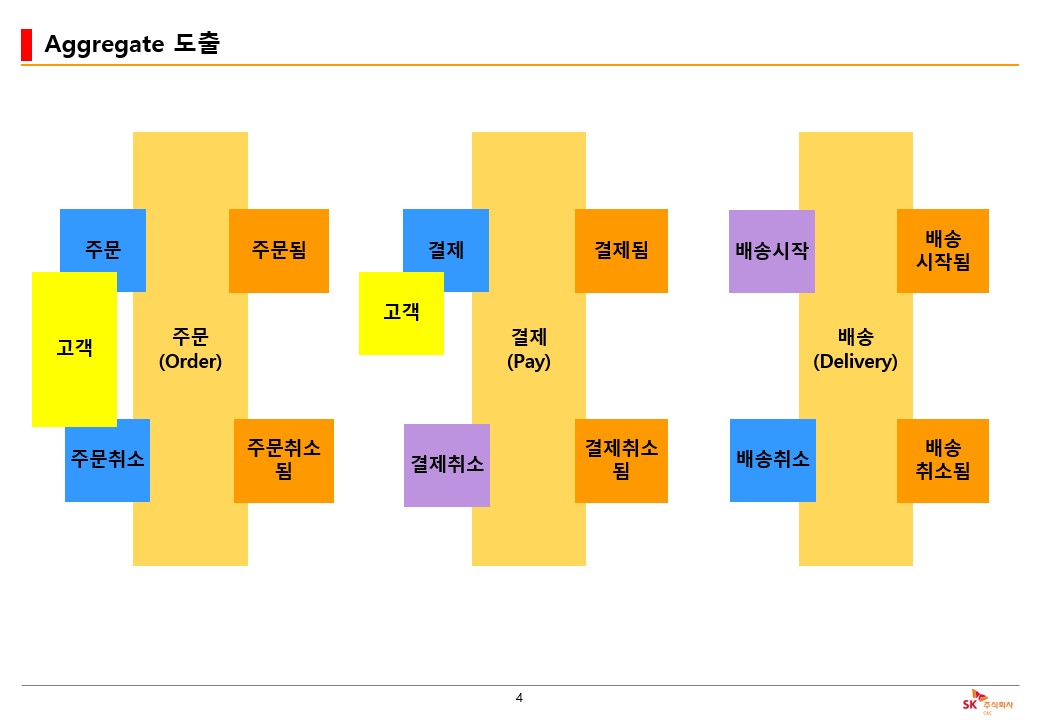 Aggregate 도출
주문
주문됨
고객
주문
(Order)
주문취소
주문취소
됨
결제
결제됨
고객
결제
(Pay)
결제취소
결제취소
됨
배송시작
배송
시작됨
배송
(Delivery)
배송취소
배송
취소됨
4
SK 주식회사
C&C